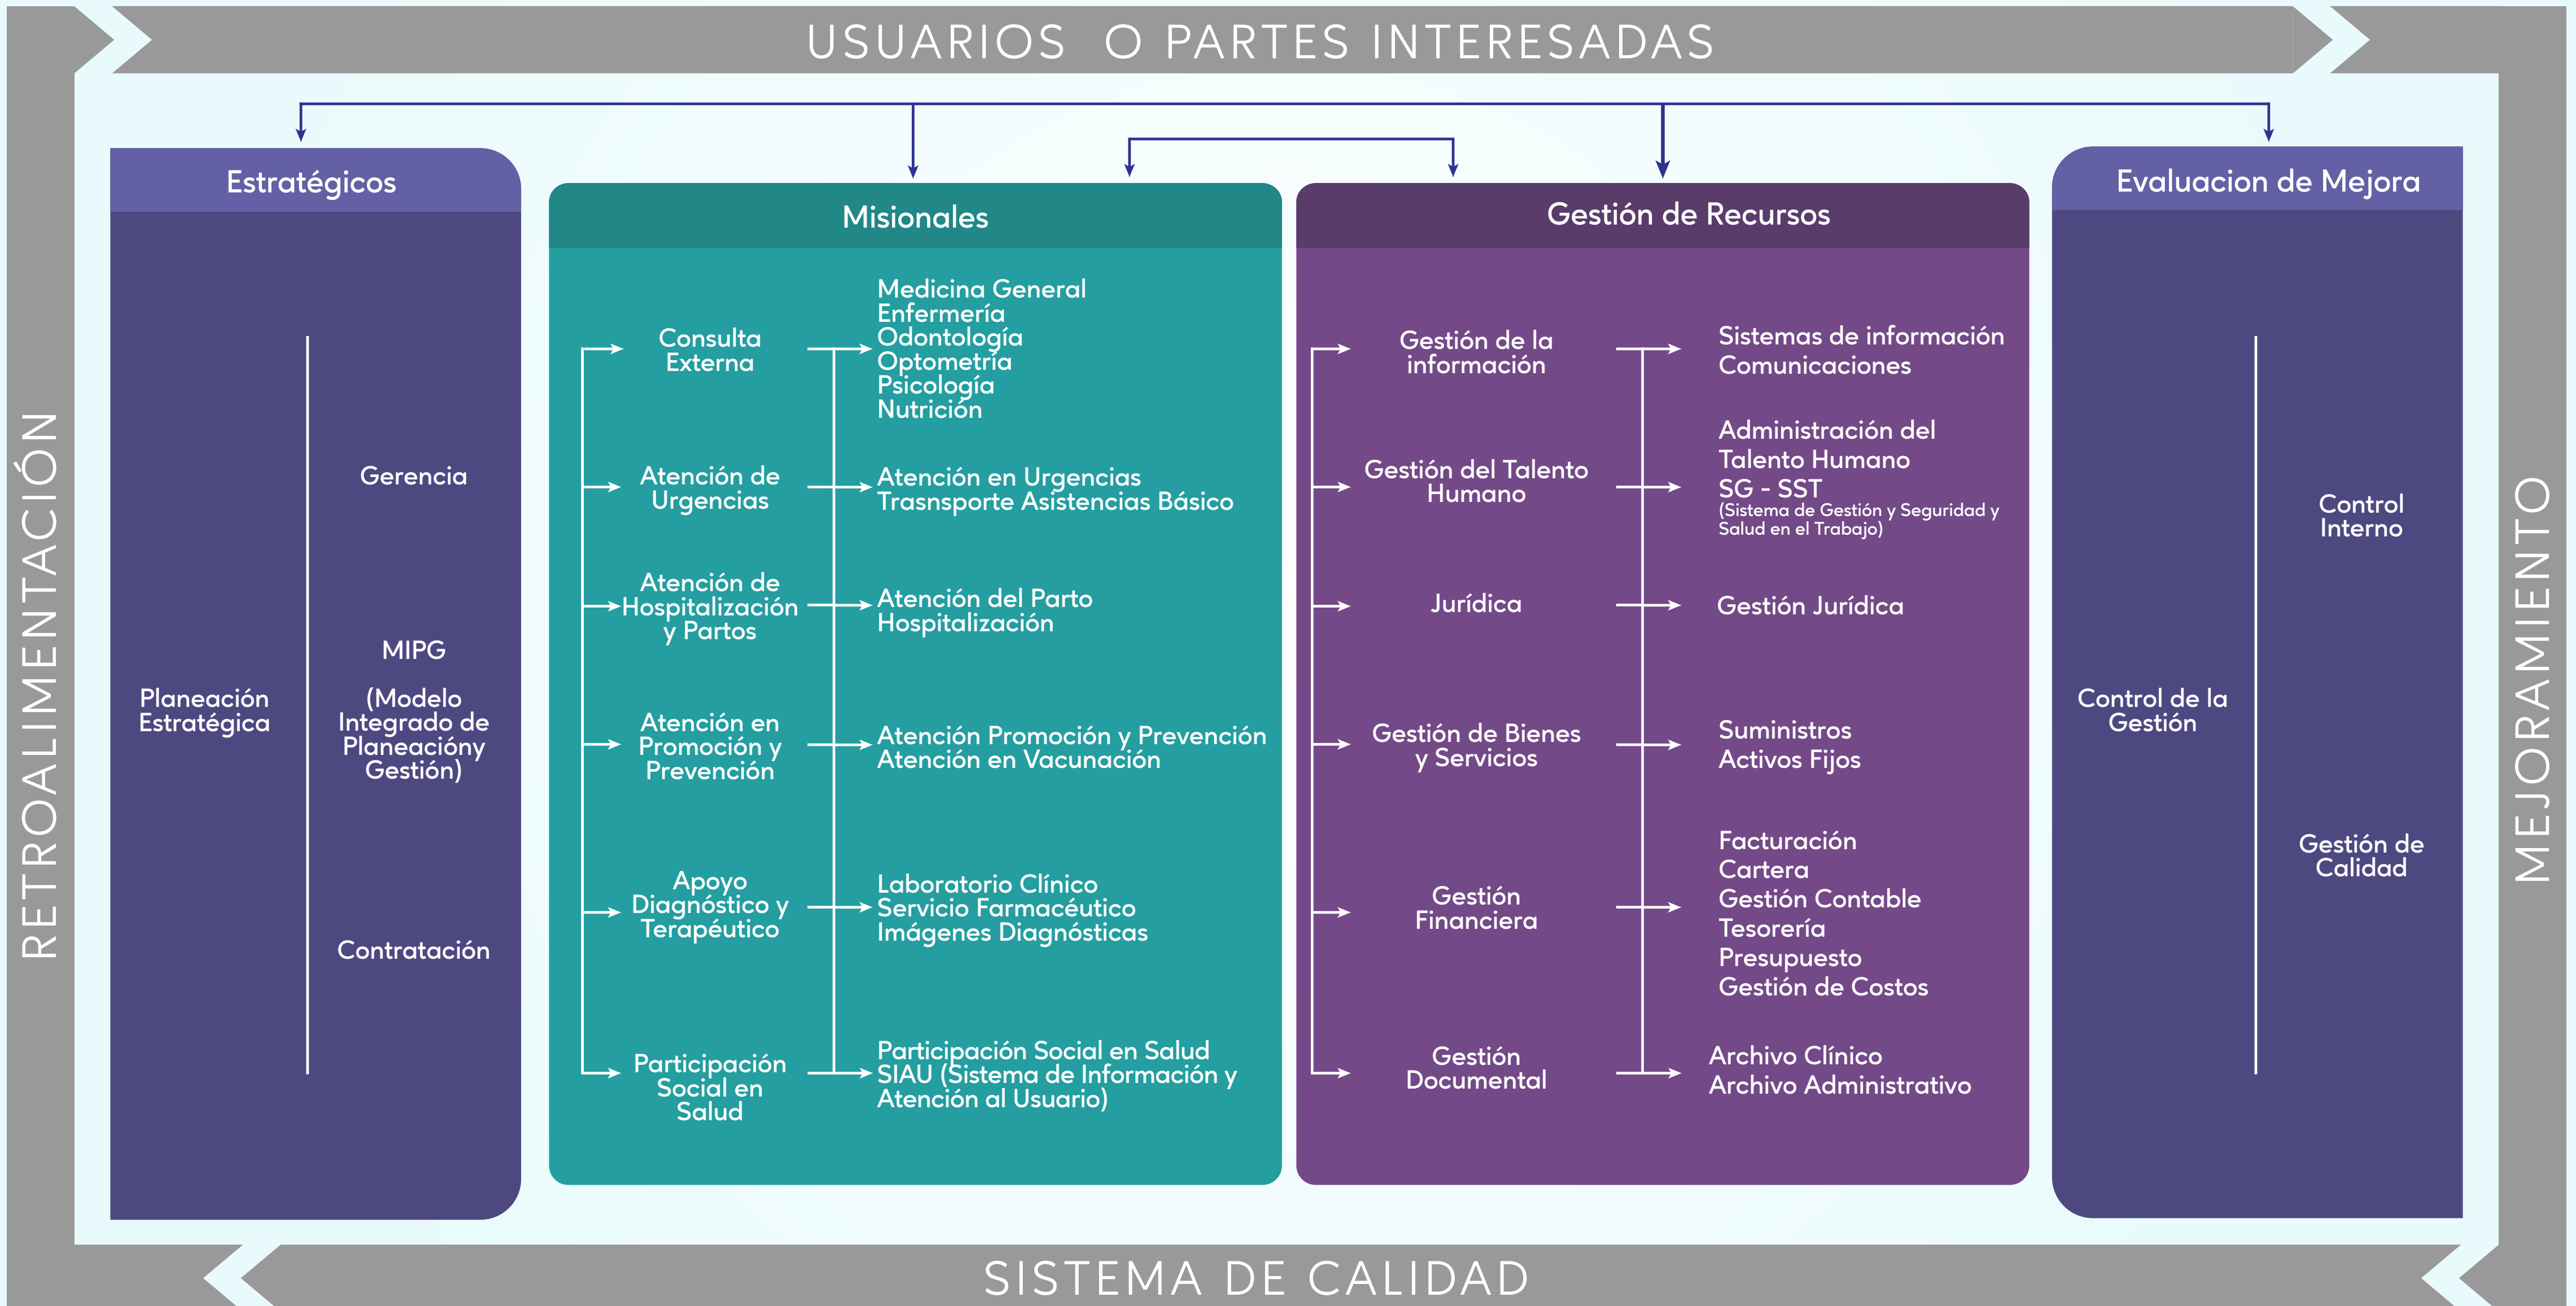 USUARIOS O PARTES INTERESADAS
RETROALIMENTACIÓN
Estratégicos
Planeación
Estratégica
Gerencia
MIPG
(Modelo
Integrado de
Planeacióny
Gestión)
Contratación
Misionales
Consulta
Externa
Medicina General
Enfermería
Odontología
Optometría
Psicología
Nutrición
Atención de
Urgencias
Atención en Urgencias
Trasnsporte Asistencias Básico
Atención de
Hospitalización
y Partos
Atención del Parto
Hospitalización
Atención en
Promoción y
Prevención
Atención Promoción y Prevención
Atención en Vacunación
Apoyo
Diagnóstico y
Terapéutico
Laboratorio Clínico
Servicio Farmacéutico
Imágenes Diagnósticas
Participación
Social en
Salud
Participación Social en Salud
SIAU (Sistema de Información y
Atención al Usuario)
Gestión de Recursos
Gestión de la
información
Sistemas de información
Comunicaciones
Gestión del Talento
Humano
Administración del
Talento Humano
SG - SST
(Sistema de Gestión y Seguridad y
Salud en el Trabajo)
Jurídica
Gestión Jurídica
Gestión de Bienes
y Servicios
Suministros
Activos Fijos
Gestión
Financiera
Facturación
Cartera
Gestión Contable
Tesorería
Presupuesto
Gestión de Costos
Gestión
Documental
Archivo Clínico
Archivo Administrativo
Evaluacion de Mejora
Control de la
Gestión
Control
Interno
Gestión de
Calidad
MEJORAMIENTO
SISTEMA DE CALIDAD